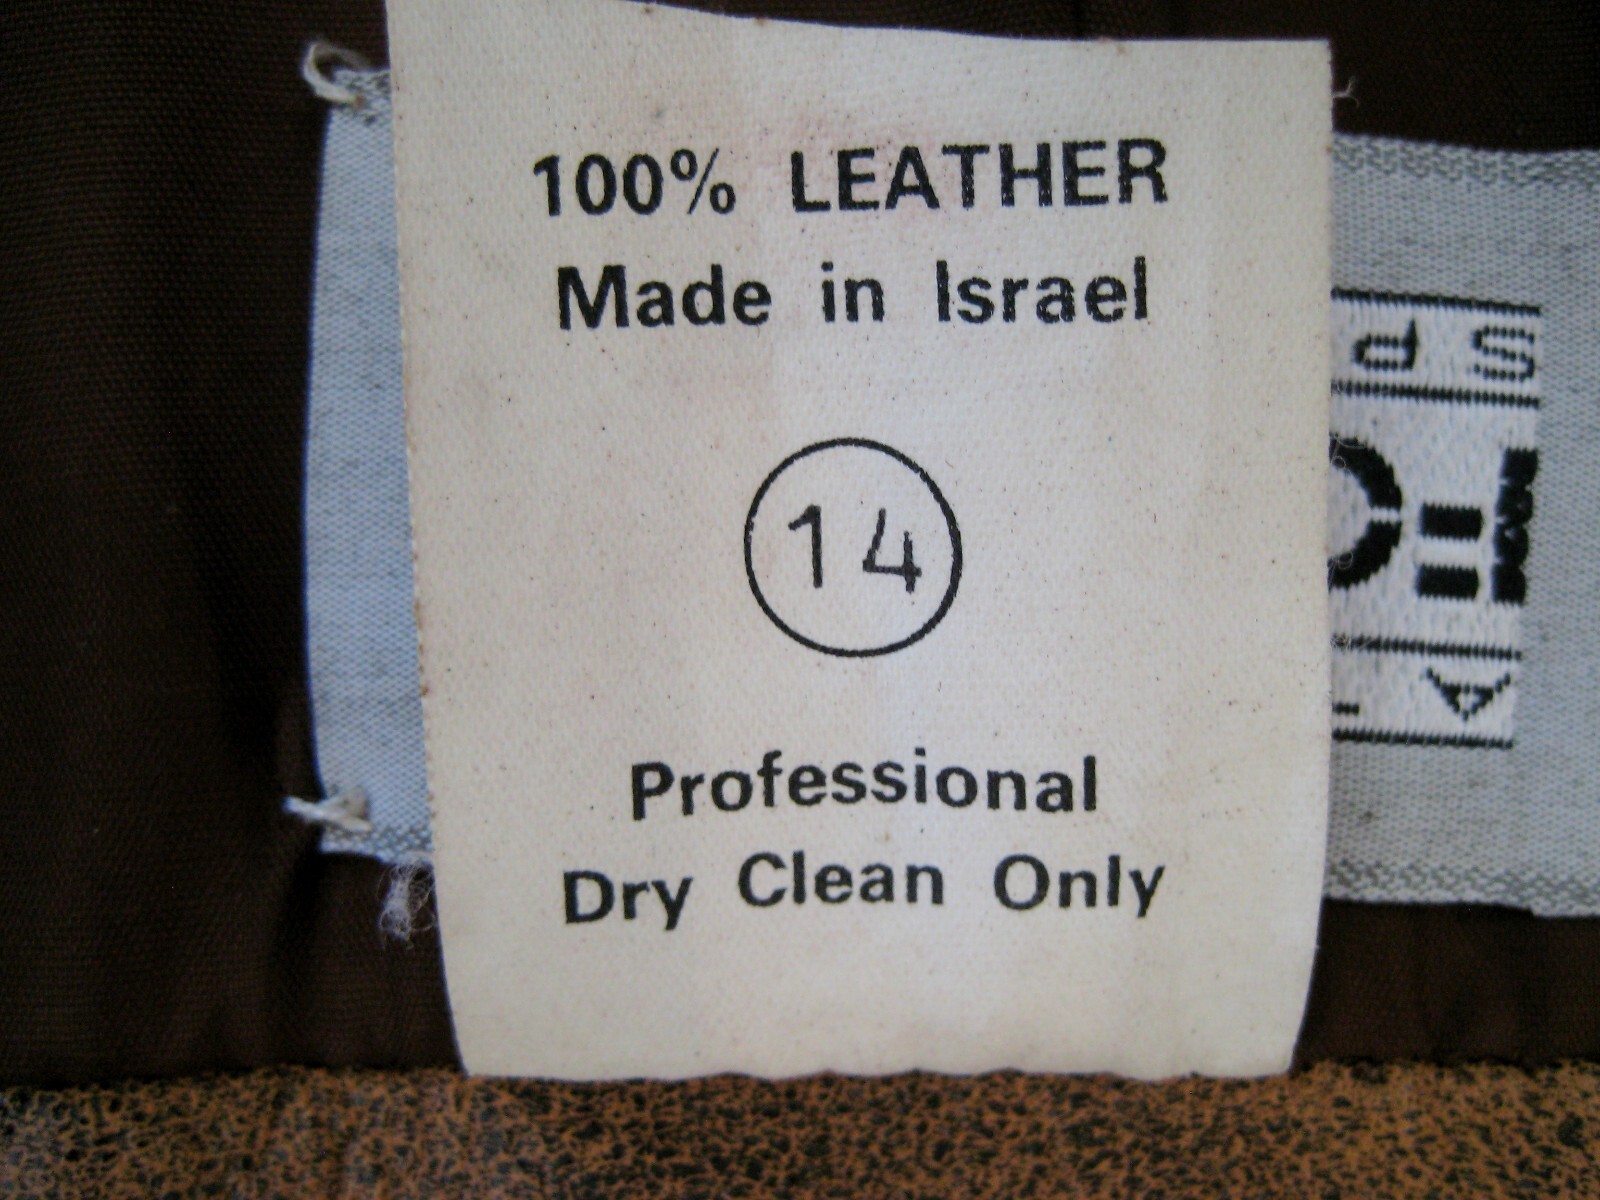 100% LEATHER
Made in Israel
14
Professional
Dry Clean Only